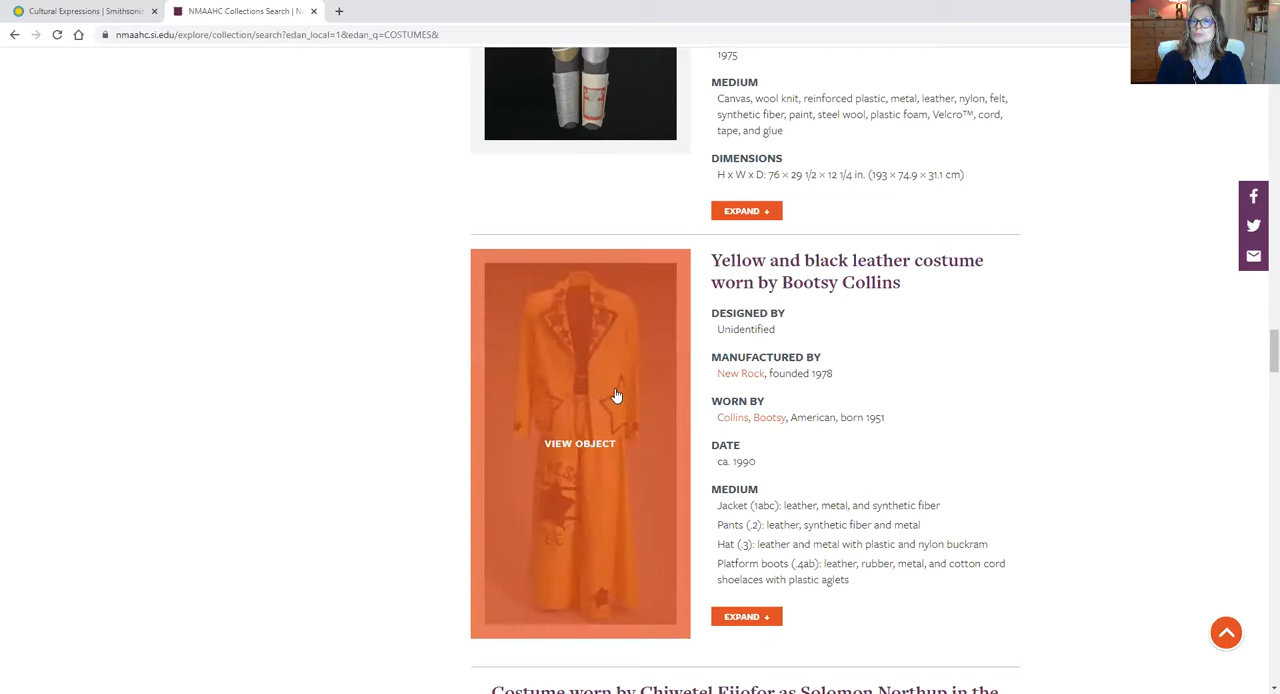 Cultural Expressions | Smithsonia
NMAAHC Collections Search | Na
nmaahc.si.edu/explore/collection/search?edan_local=1&edan_q=COSTUMES&
1975
MEDIUM
Canvas, wool knit, reinforced plastic, metal, leather, nylon, felt,
synthetic fiber, paint, steel wool, plastic foam, Velcro™, cord,
tape, and glue
DIMENSIONS
H x W x D: 76 × 29 1/2 × 12 1/4 in. (193 × 74.9 × 31.1 cm)
EXPAND +
VIEW OBJECT
Yellow and black leather costume
worn by Bootsy Collins
DESIGNED BY
Unidentified
MANUFACTURED BY
New Rock, founded 1978
WORN BY
Collins, Bootsy, American, born 1951
DATE
ca. 1990
MEDIUM
Jacket (1abc): leather, metal, and synthetic fiber
Pants (.2): leather, synthetic fiber and metal
Hat (.3): leather and metal with plastic and nylon buckram
Platform boots (.4ab): leather, rubber, metal, and cotton cord
shoelaces with plastic aglets
EXPAND +
Costume worn by Chiwetel Ejiofor as Solomon Northup in the